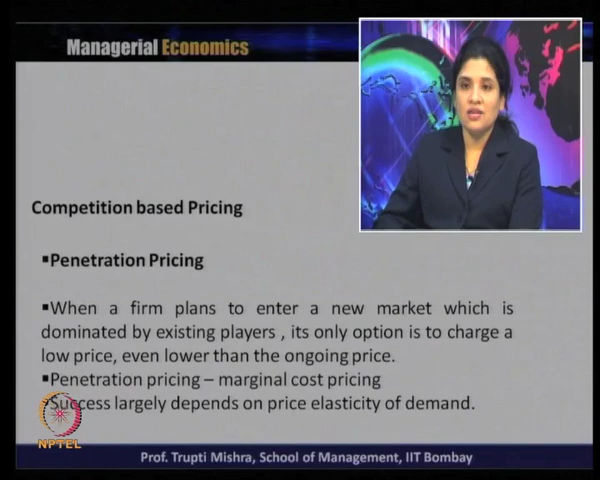 Managerial Economics
Competition based Pricing
▪Penetration Pricing
▪When a firm plans to enter a new market which is
dominated by existing players , its only option is to charge a
low price, even lower than the ongoing price.
▪Penetration pricing – marginal cost pricing
▪Success largely depends on price elasticity of demand.
NPTEL
Prof. Trupti Mishra, School of Management, IIT Bombay